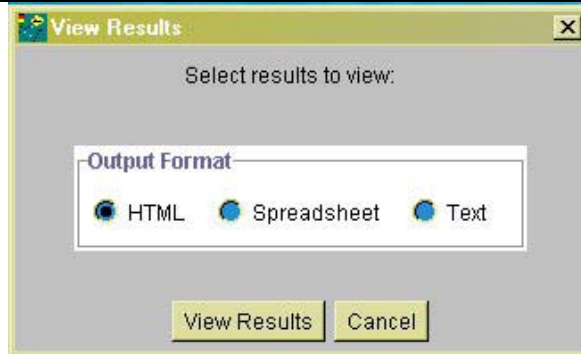 View Results
Select results to view:
Output Format
HTML Spreadsheet Text
View Results Cancel